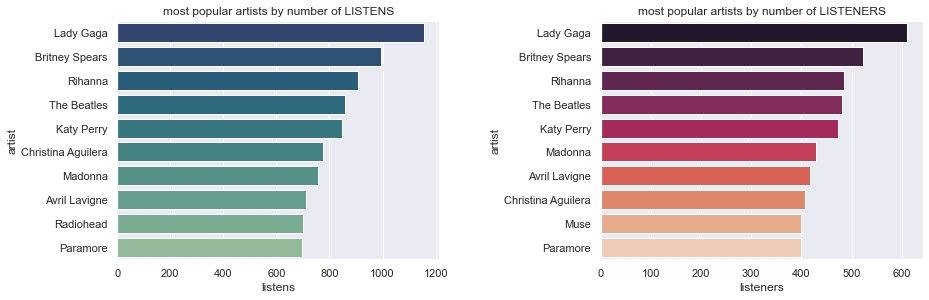 most popular artists by number of LISTENS
artist
Lady Gaga
Britney Spears
Rihanna
The Beatles
Katy Perry
Christina Aguilera
Madonna
Avril Lavigne
Radiohead
Paramore
0 200 400 600 800 1000 1200
listens
most popular artists by number of LISTENERS
artist
Lady Gaga
Britney Spears
Rihanna
The Beatles
Katy Perry
Madonna
Avril Lavigne
Christina Aguilera
Muse
Paramore
0 100 200 300 400 500 600
listeners